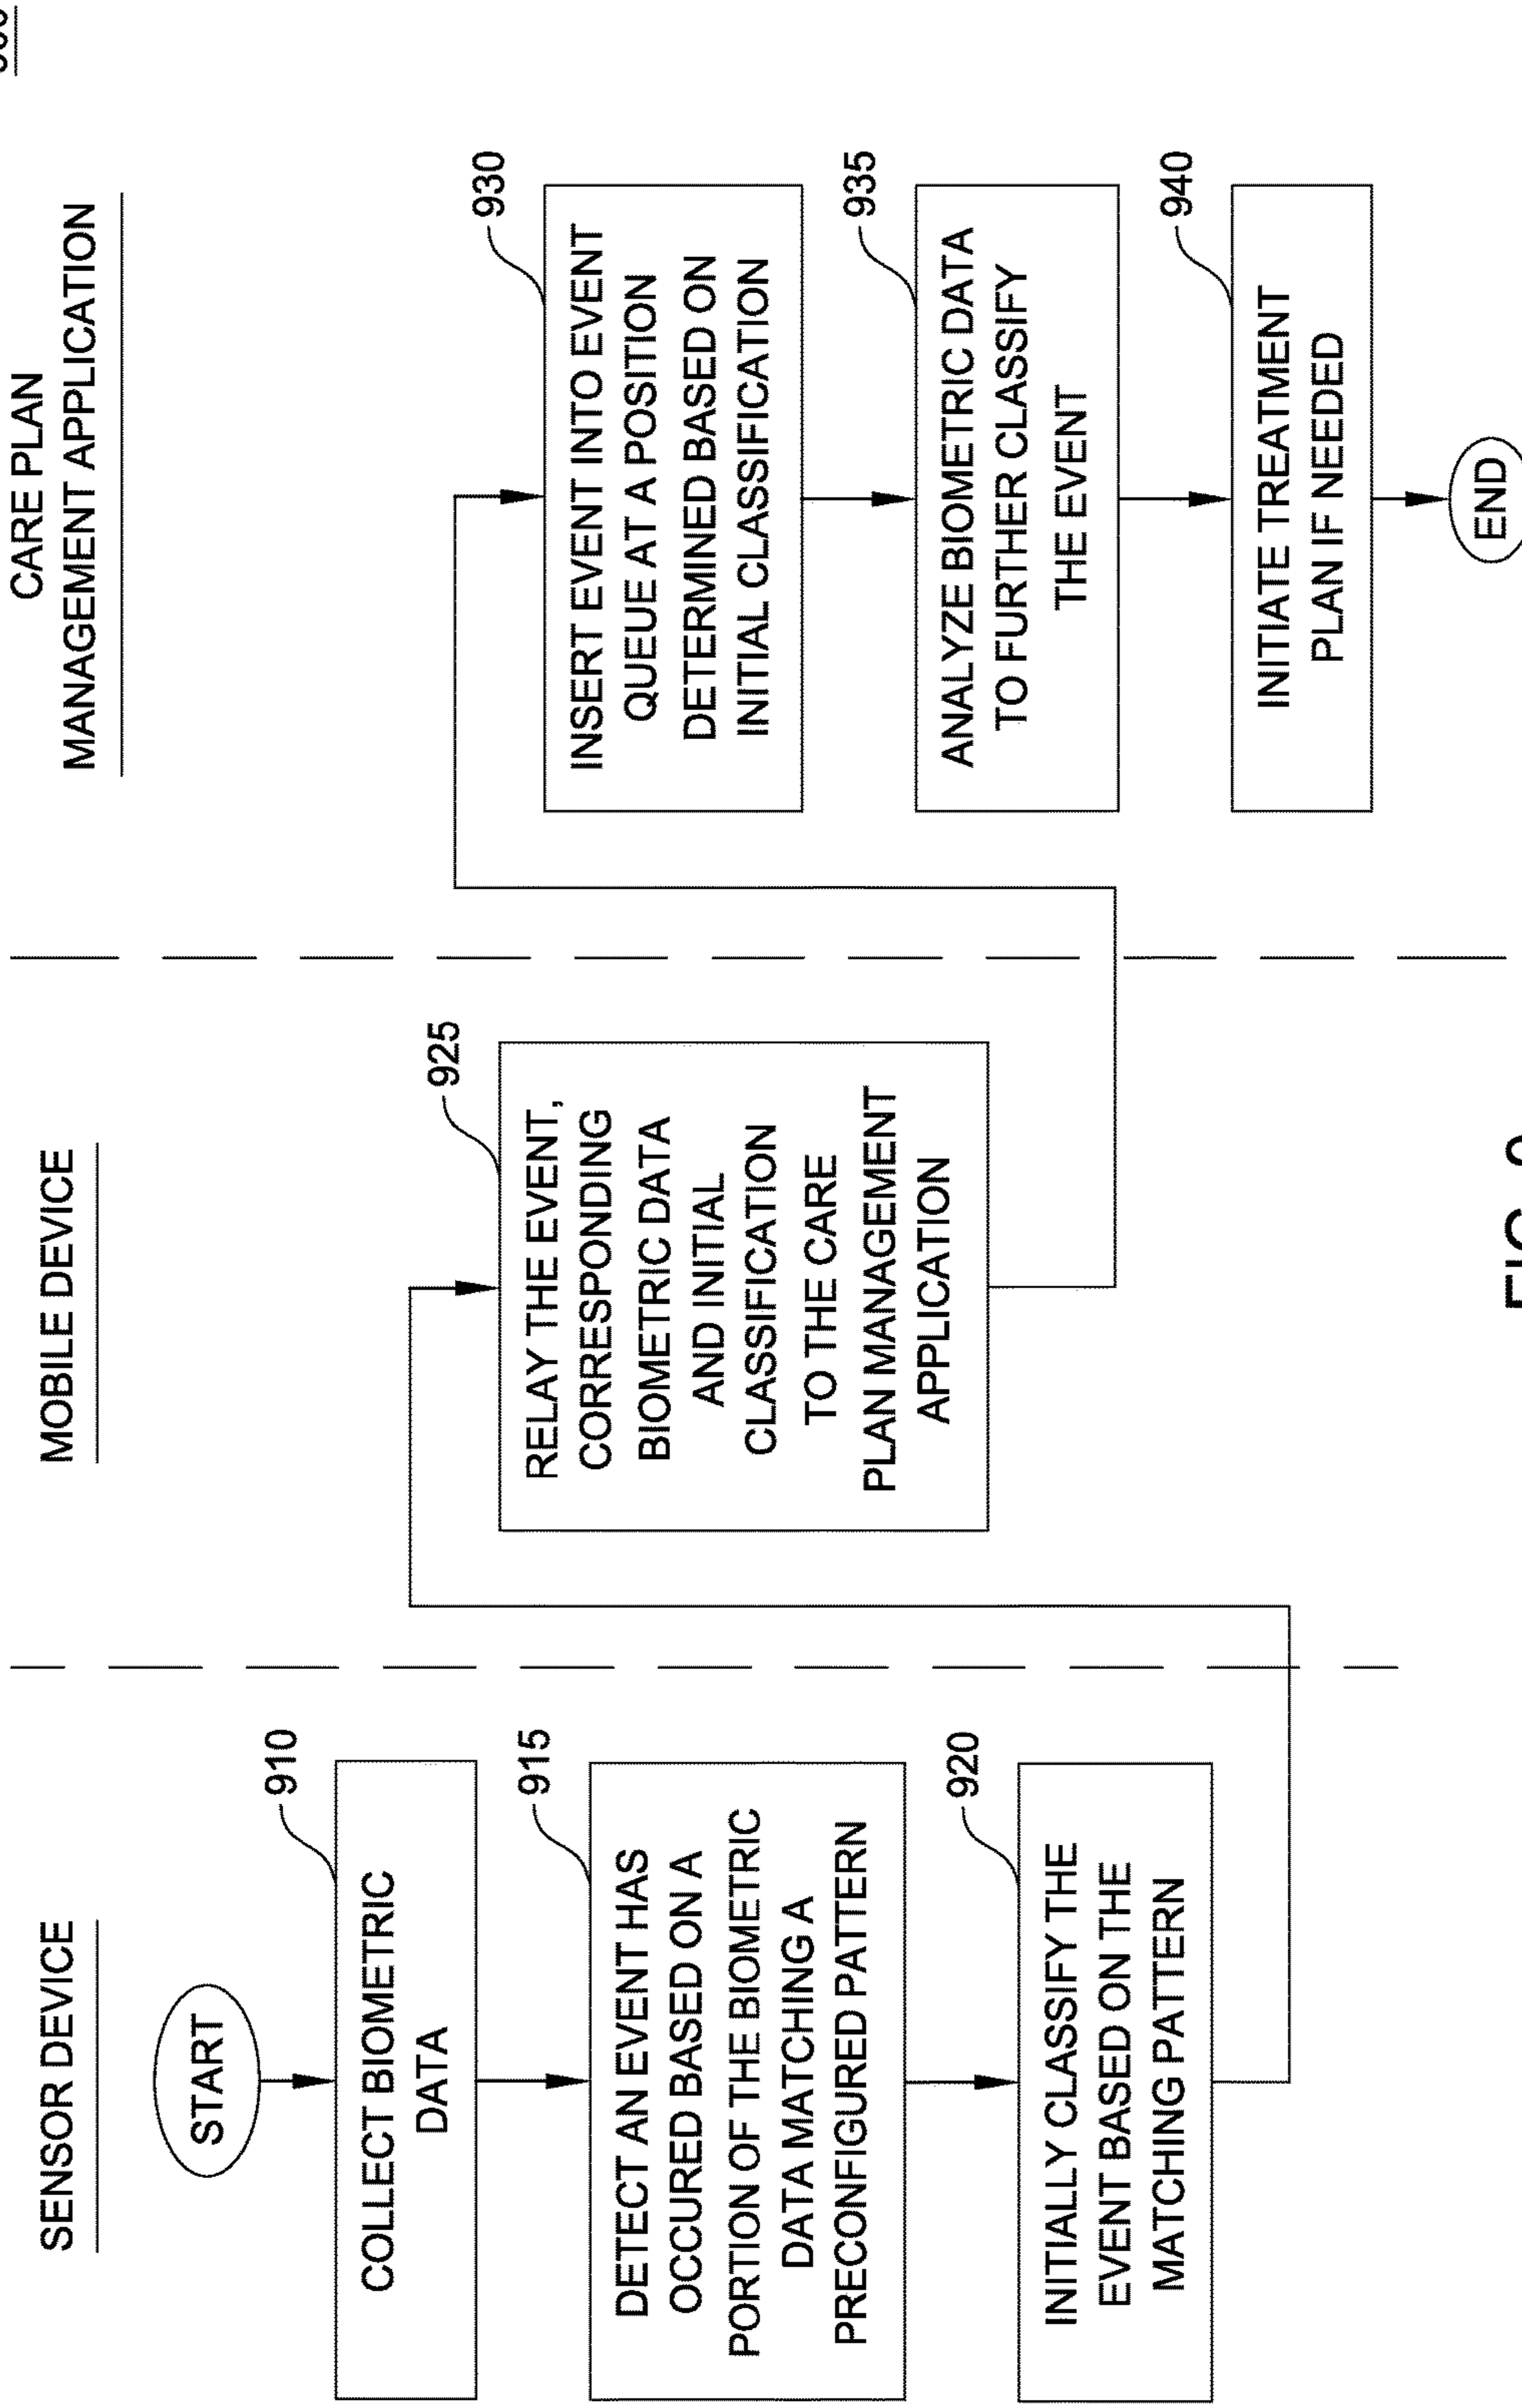 SENSOR DEVICE
START
910
COLLECT BIOMETRIC
DATA
915
DETECT AN EVENT HAS
OCCURED BASED ON A
PORTION OF THE BIOMETRIC
DATA MATCHING A
PRECONFIGURED PATTERN
920
INITIALLY CLASSIFY THE
EVENT BASED ON THE
MATCHING PATTERN
MOBILE DEVICE
925
RELAY THE EVENT,
CORRESPONDING
BIOMETRIC DATA
AND INITIAL
CLASSIFICATION
TO THE CARE
PLAN MANAGEMENT
APPLICATION
CARE PLAN
MANAGEMENT APPLICATION
930
INSERT EVENT INTO EVENT
QUEUE AT A POSITION
DETERMINED BASED ON
INITIAL CLASSIFICATION
935
ANALYZE BIOMETRIC DATA
TO FURTHER CLASSIFY
THE EVENT
940
INITIATE TREATMENT
PLAN IF NEEDED
END